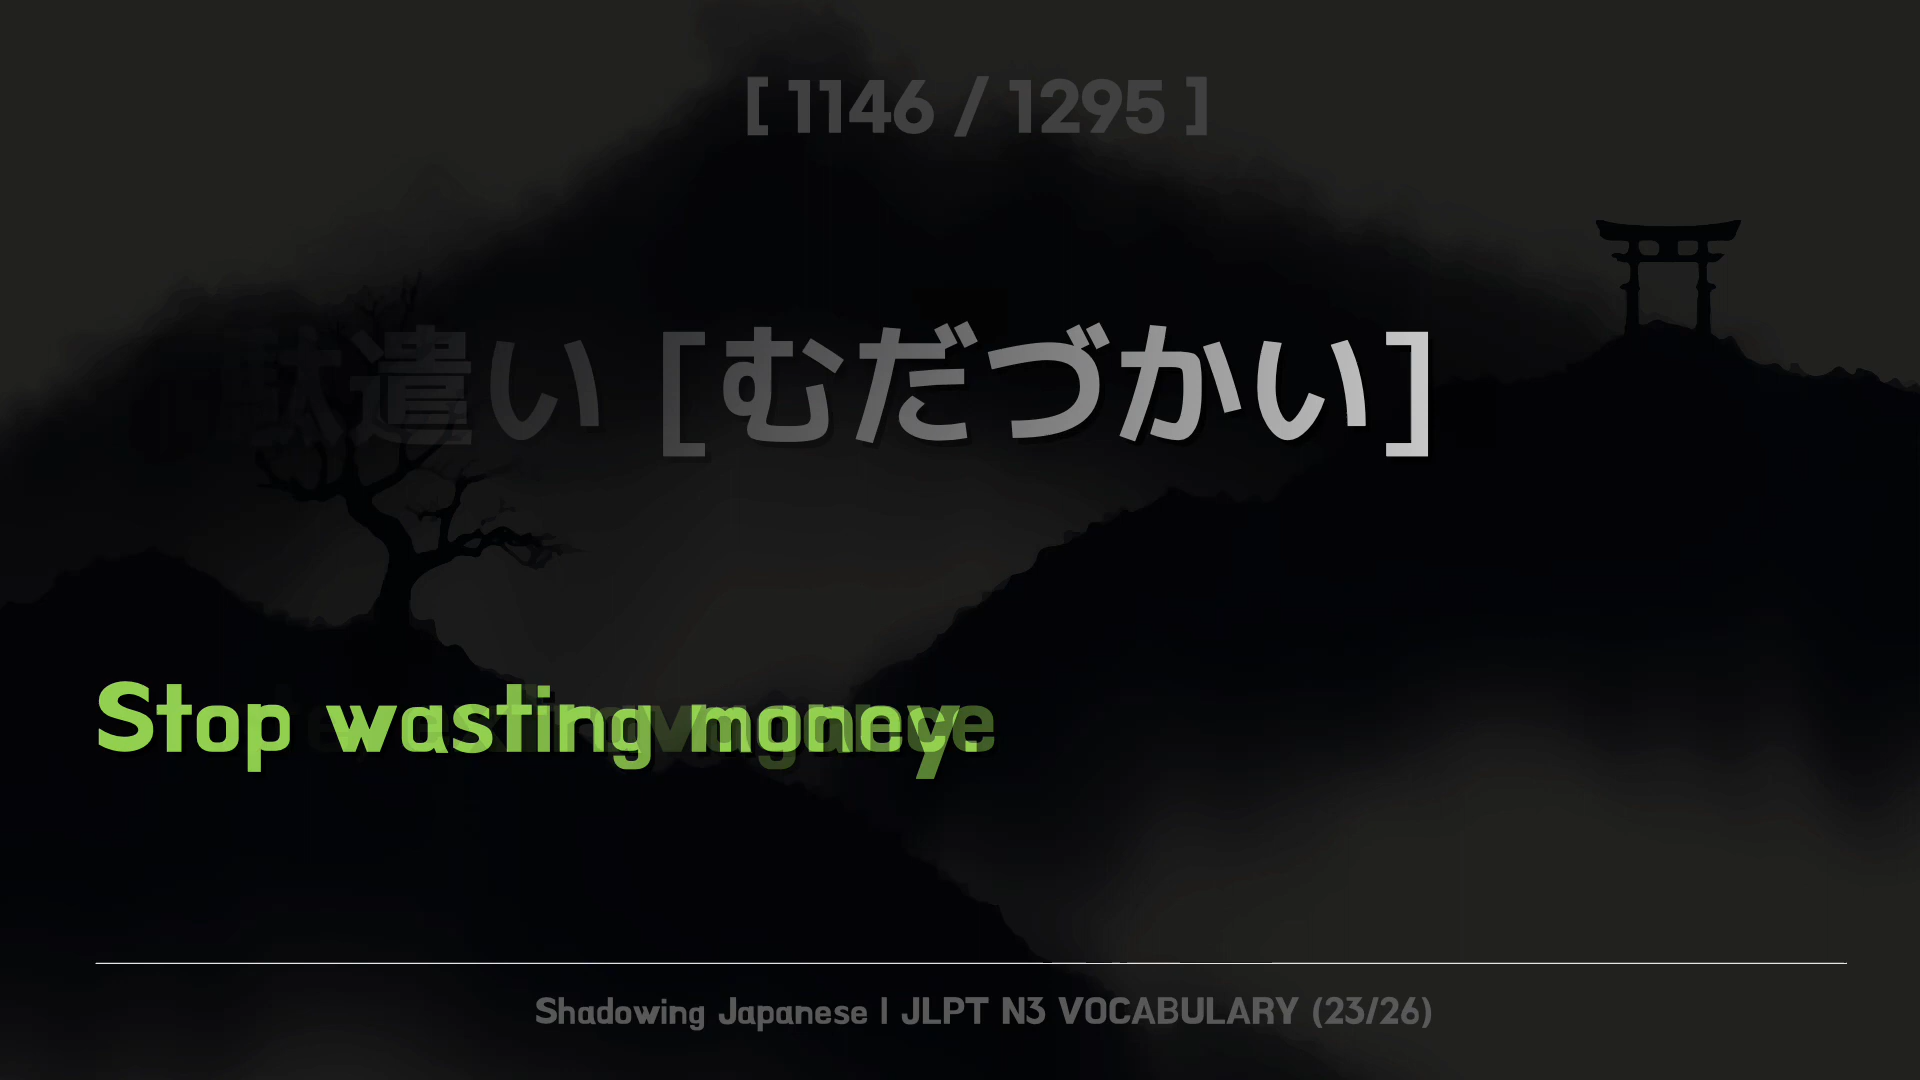 [ 1146 / 1295 ]
駄遣い [むだづかい]
Stop wasting money.
Shadowing Japanese | JLPT N3 VOCABULARY (23/26)